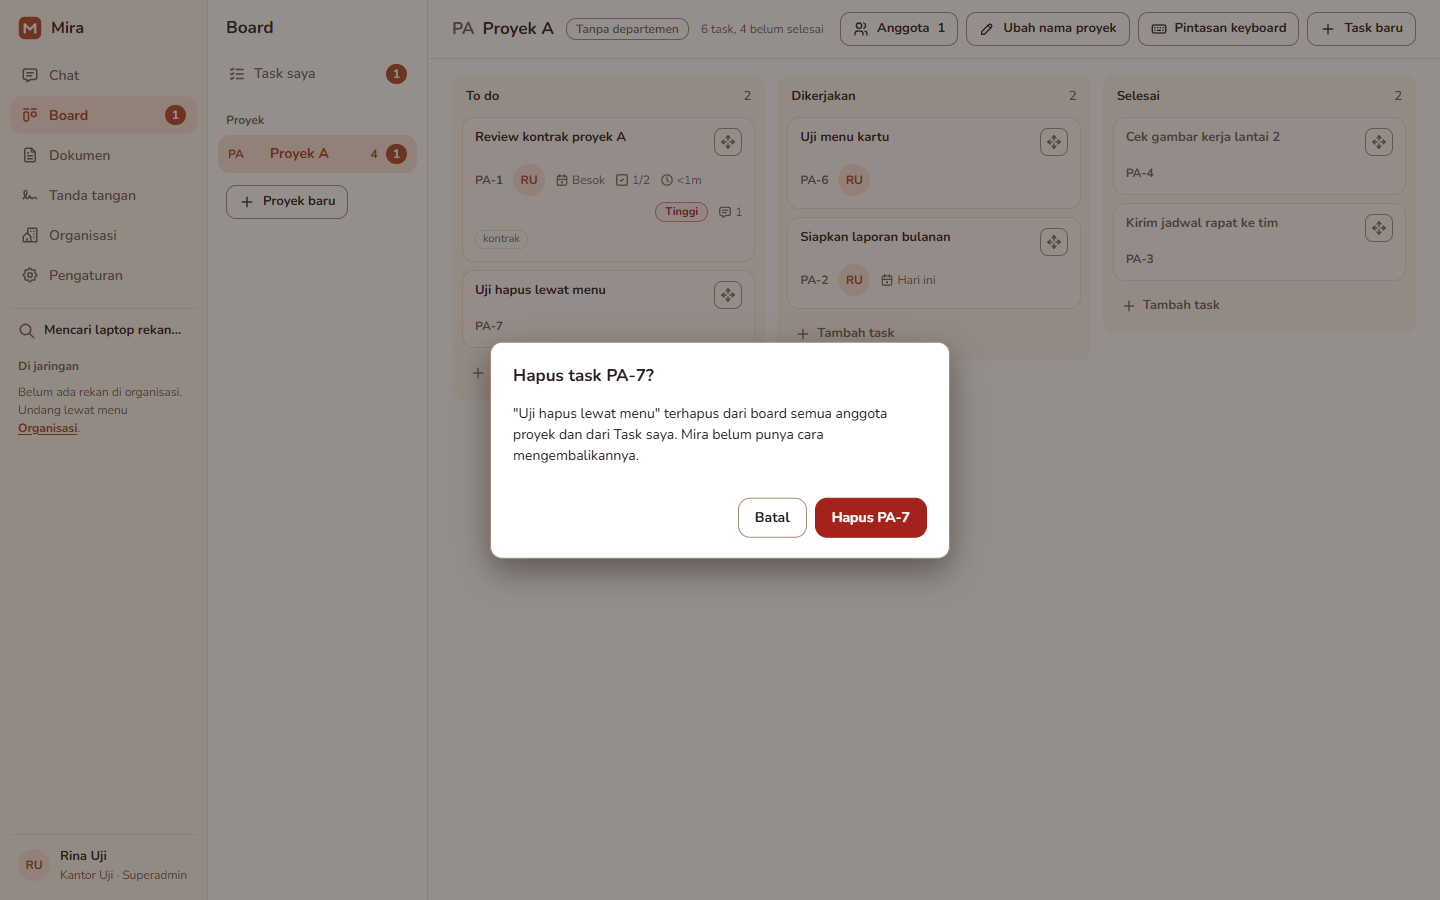 Mira
Chat
Board 1
Dokumen
Tanda tangan
Organisasi
Pengaturan
Mencari laptop rekan...
Di jaringan
Belum ada rekan di organisasi.
Undang lewat menu
Organisasi.
RU
Rina Uji
Kantor Uji · Superadmin
Board
Task saya 1
Proyek
PA Proyek A 4 1
+ Proyek baru
PA Proyek A Tanpa departemen 6 task, 4 belum selesai Anggota 1 Ubah nama proyek Pintasan keyboard + Task baru
To do 2
Review kontrak proyek A
PA-1 RU Besok 1/2 <1m
Tinggi 1
kontrak
Uji hapus lewat menu
PA-7
+
Dikerjakan 2
Uji menu kartu
PA-6 RU
Siapkan laporan bulanan
PA-2 RU Hari ini
+ Tambah task
Selesai 2
Cek gambar kerja lantai 2
PA-4
Kirim jadwal rapat ke tim
PA-3
+ Tambah task
Hapus task PA-7?
"Uji hapus lewat menu" terhapus dari board semua anggota
proyek dan dari Task saya. Mira belum punya cara
mengembalikannya.
Batal Hapus PA-7